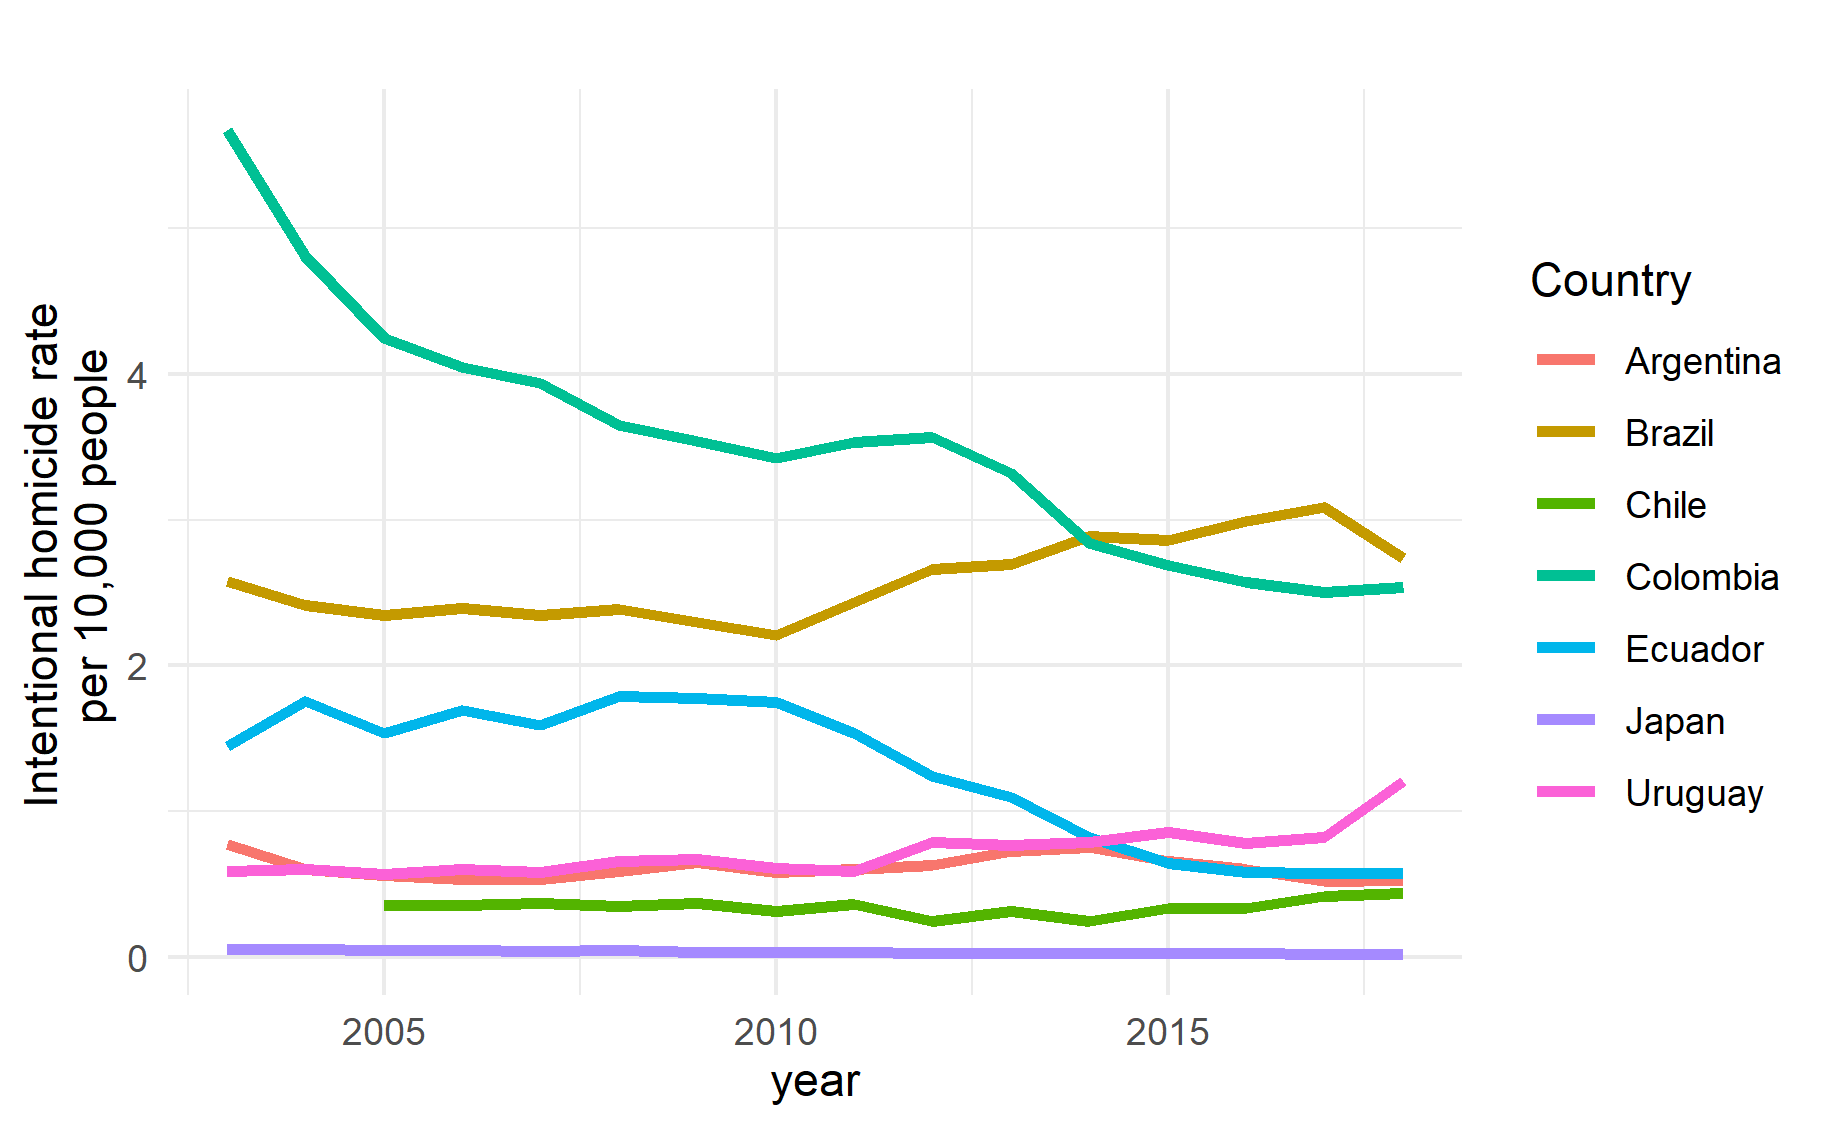 Intentional homicide rate
per 10,000 people
4
2
0
2005
2010
2015
year
Country
Argentina
Brazil
Chile
Colombia
Ecuador
Japan
Uruguay